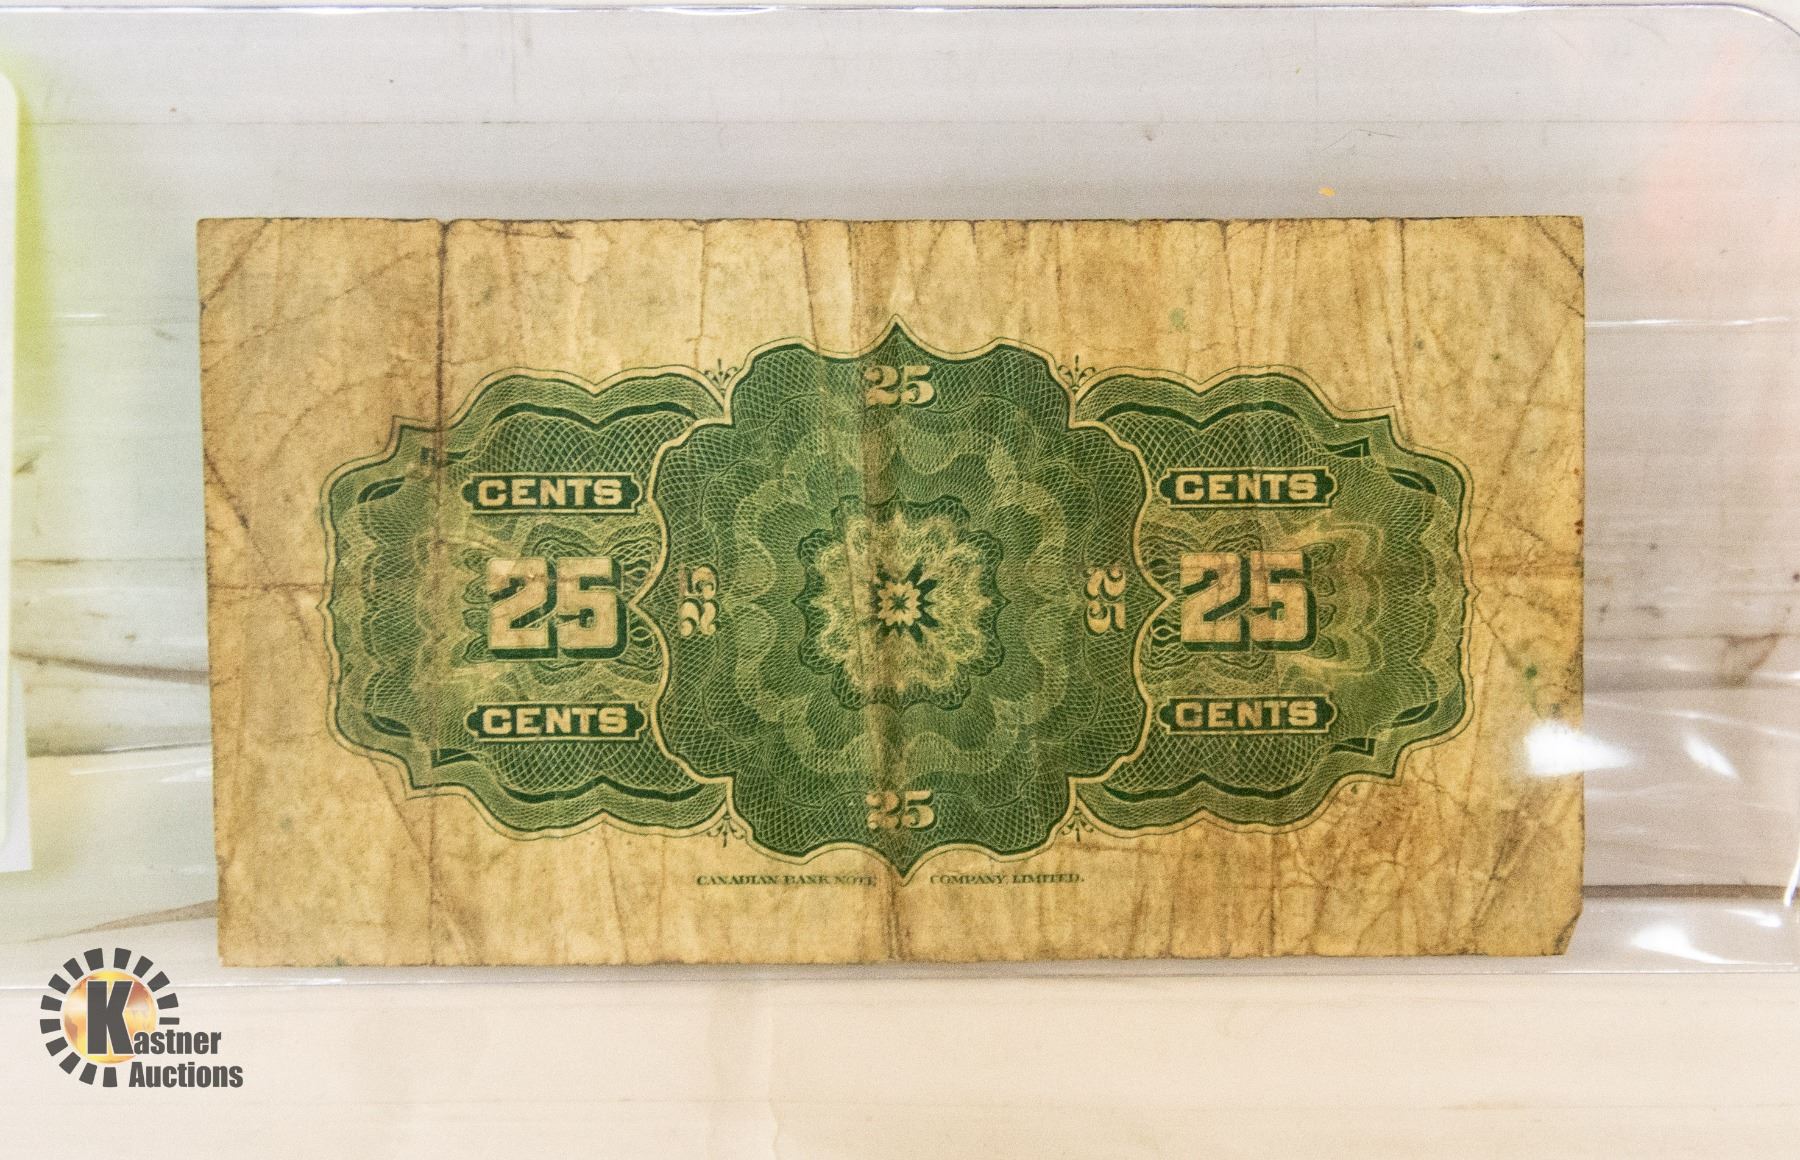 25
CENTS CENTS
25 25 25 25
CENTS CENTS
25
CANADIAN BANK NOTE COMPANY, LIMITED.
Kastner
Auctions